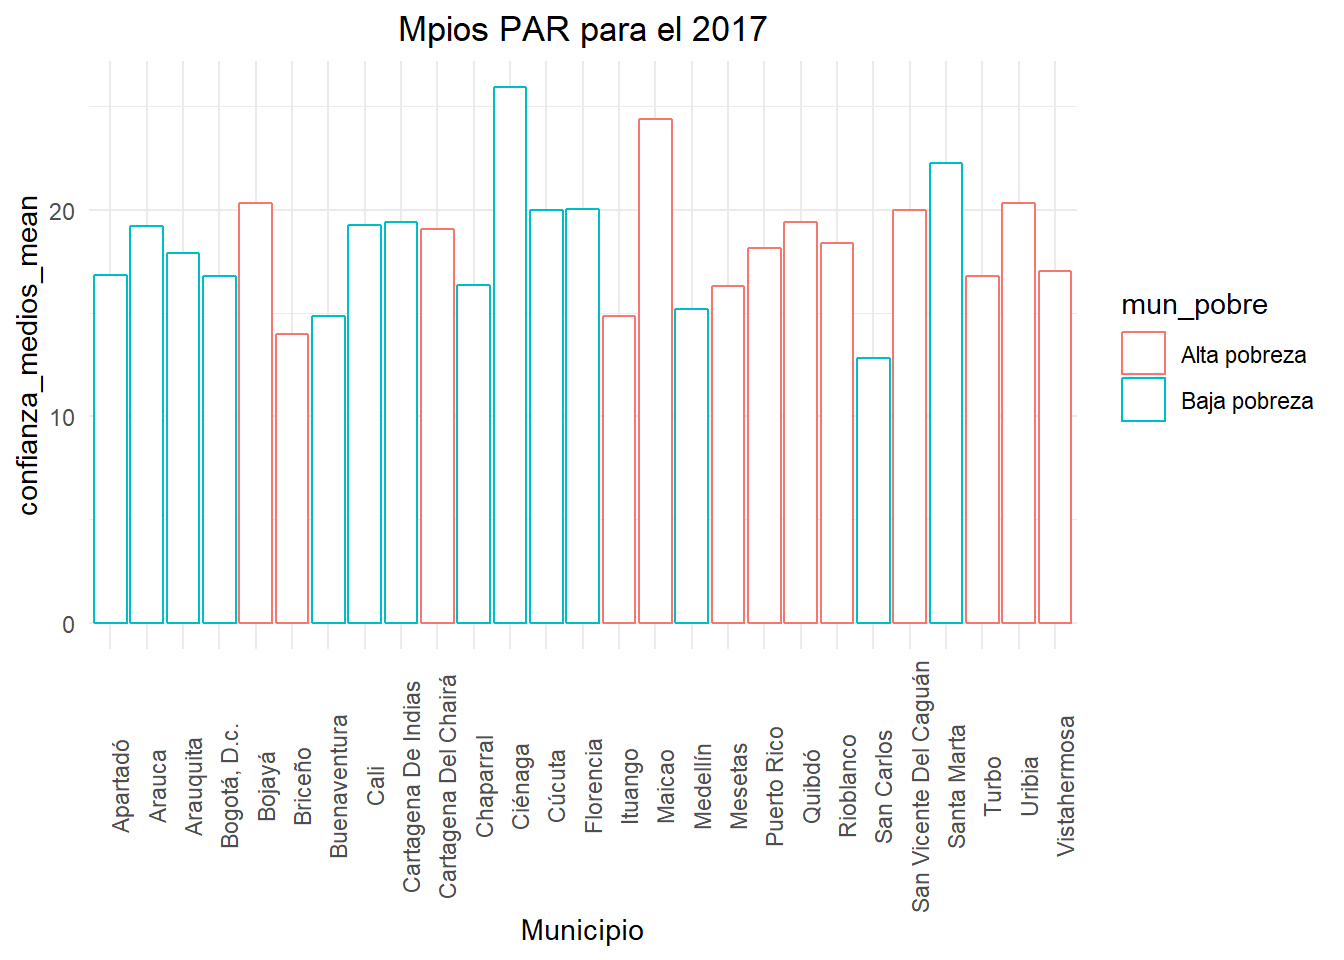 Mpios PAR para el 2017
confianza_medios_mean
20
10
0
Apartadó
Arauca
Arauquita
Bogotá, D.c.
Bojayá
Briceño
Buenaventura
Cali
Cartagena De Indias
Cartagena Del Chairá
Chaparral
Ciénaga
Cúcuta
Florencia
Ituango
Maicao
Medellín
Mesetas
Puerto Rico
Quibdó
Rioblanco
San Carlos
San Vicente Del Caguán
Santa Marta
Turbo
Uribia
Vistahermosa
Municipio
mun_pobre
Alta pobreza
Baja pobreza